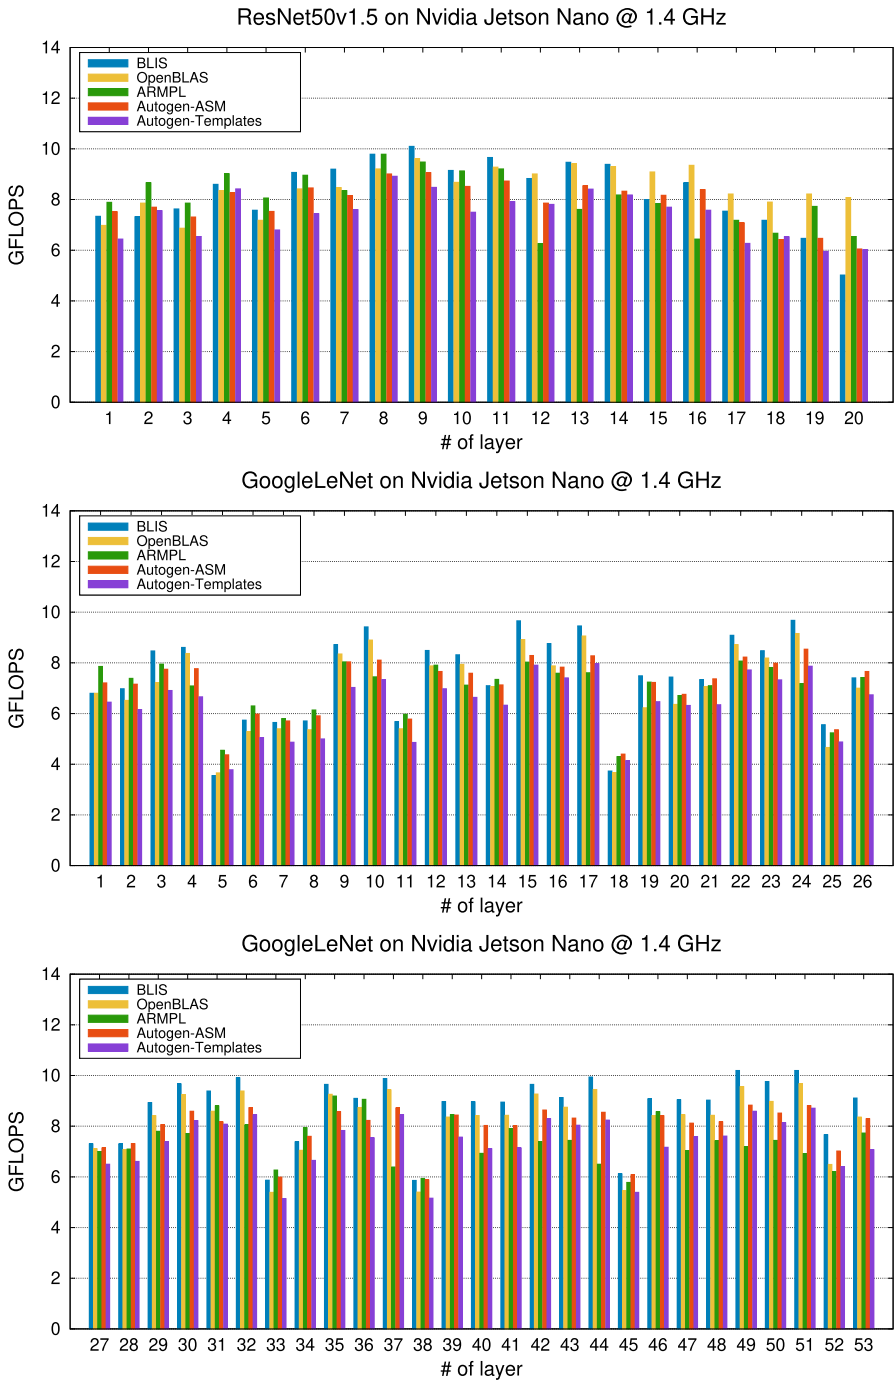 ResNet50v1.5 on Nvidia Jetson Nano @ 1.4 GHz
14
12
10
8
6
4
2
0
GFLOPS
BLIS
OpenBLAS
ARMPL
Autogen-ASM
Autogen-Templates
1 2 3 4 5 6 7 8 9 10 11 12 13 14 15 16 17 18 19 20
# of layer
GoogleLeNet on Nvidia Jetson Nano @ 1.4 GHz
14
12
10
8
6
4
2
0
GFLOPS
BLIS
OpenBLAS
ARMPL
Autogen-ASM
Autogen-Templates
1 2 3 4 5 6 7 8 9 10 11 12 13 14 15 16 17 18 19 20 21 22 23 24 25 26
# of layer
GoogleLeNet on Nvidia Jetson Nano @ 1.4 GHz
14
12
10
8
6
4
2
0
GFLOPS
BLIS
OpenBLAS
ARMPL
Autogen-ASM
Autogen-Templates
27 28 29 30 31 32 33 34 35 36 37 38 39 40 41 42 43 44 45 46 47 48 49 50 51 52 53
# of layer